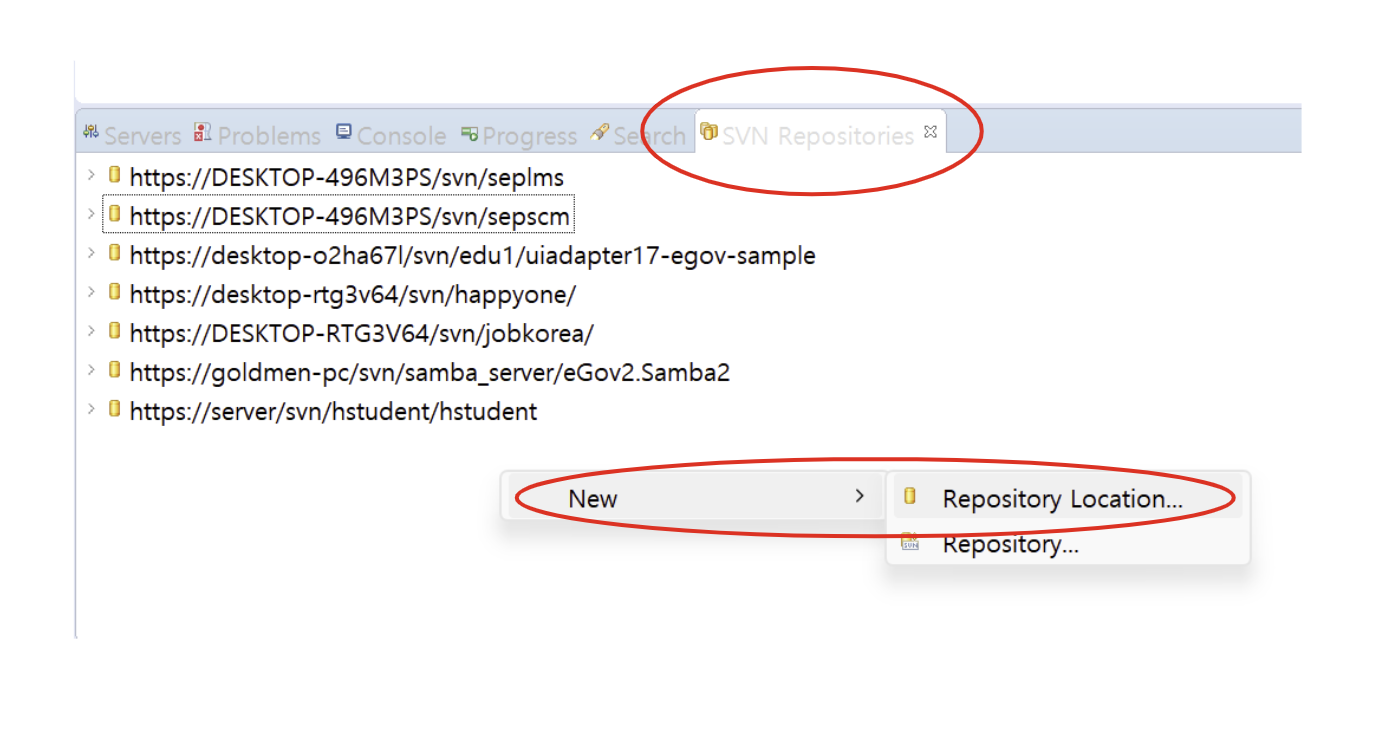 Servers Problems Console Progress Search SVN Repositories
https://DESKTOP-496M3PS/svn/seplms
https://DESKTOP-496M3PS/svn/sepscm
https://desktop-o2ha67l/svn/edu1/uiadapter17-egov-sample
https://desktop-rtg3v64/svn/happyone/
https://DESKTOP-RTG3V64/svn/jobkorea/
https://goldmen-pc/svn/samba_server/eGov2.Samba2
https://server/svn/hstudent/hstudent
New Repository Location...
SVN Repository...